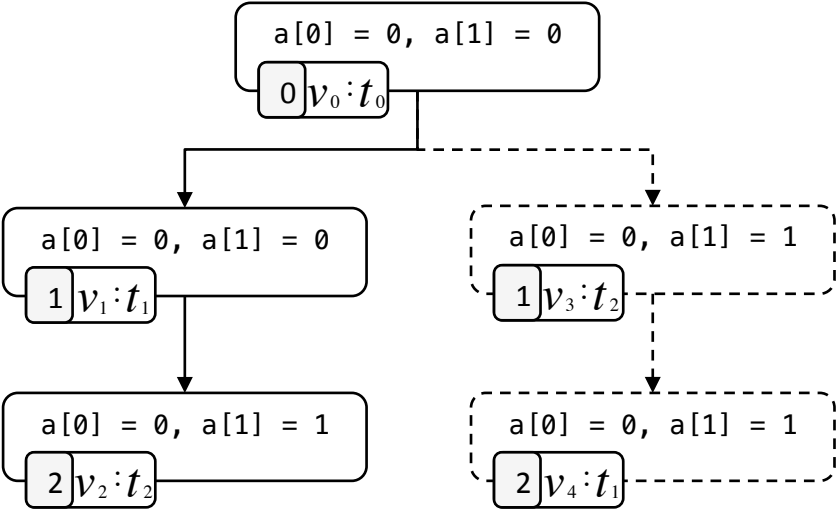 a[0] = 0, a[1] = 0
0 v₀:t₀
a[0] = 0, a[1] = 0
1 v₁:t₁
a[0] = 0, a[1] = 1
1 v₃:t₂
a[0] = 0, a[1] = 1
2 v₂:t₂
a[0] = 0, a[1] = 1
2 v₄:t₁